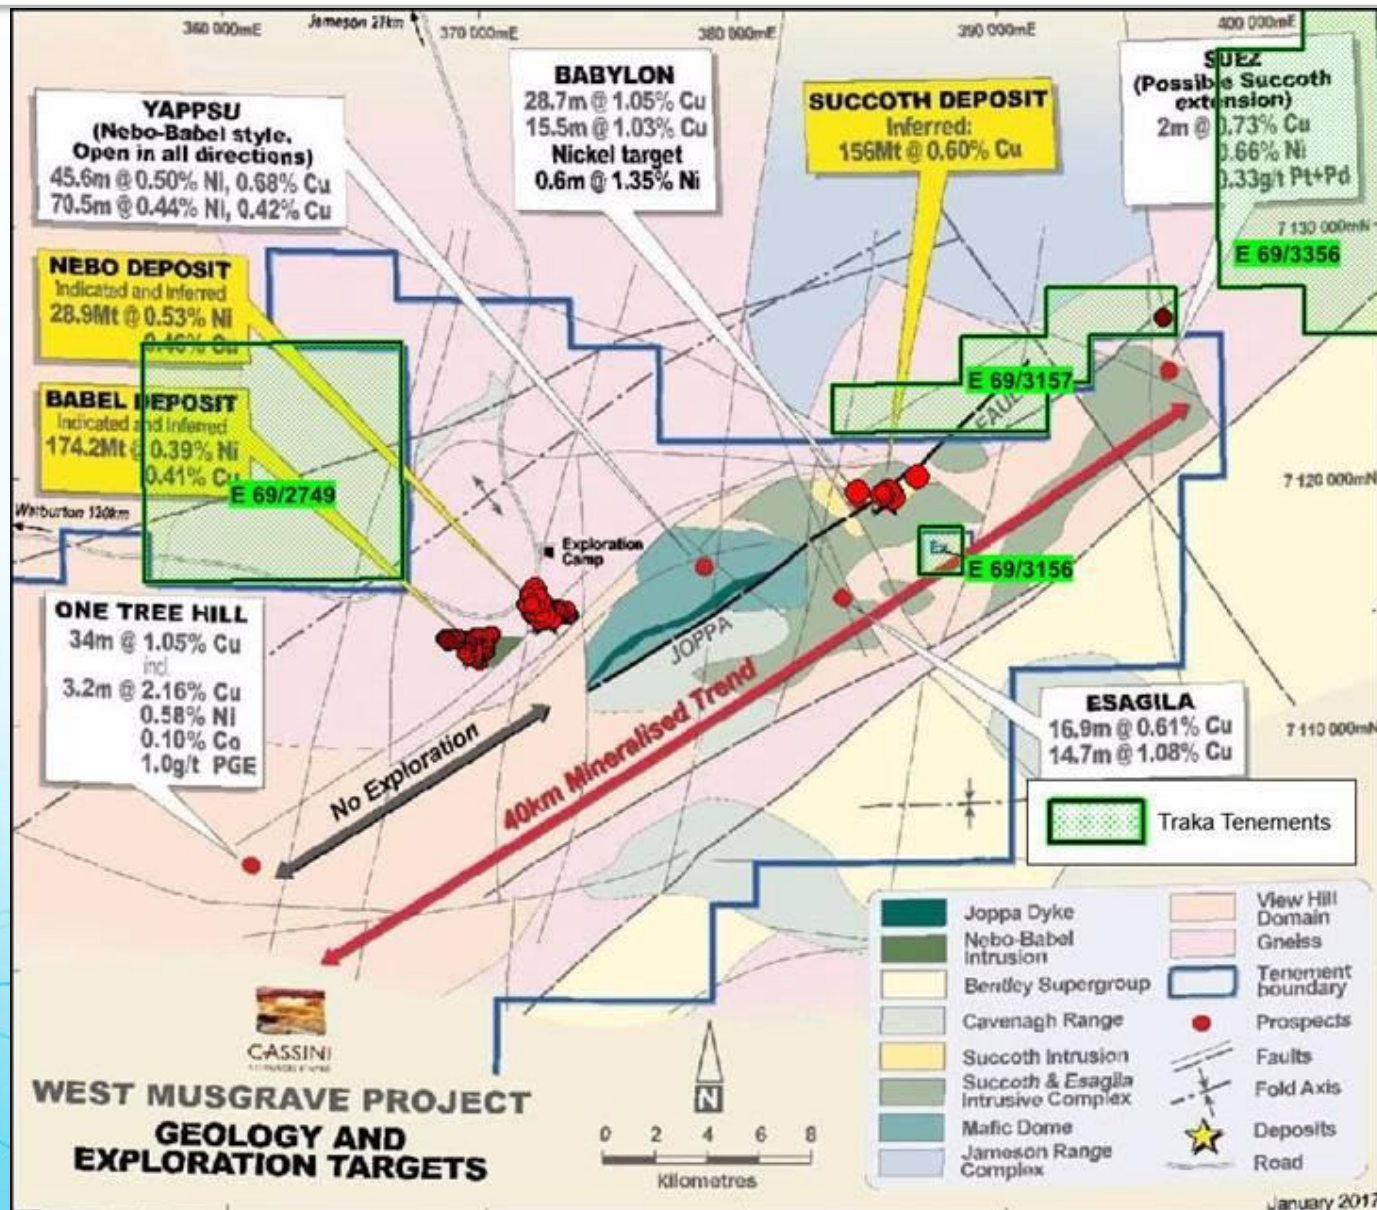 360 000mE
Jameson 27km
370 000mE
380 000mE
390 000mE
400 000mE
YAPPSU
(Nebo-Babel style.
Open in all directions)
45.6m @ 0.50% Ni, 0.68% Cu
70.5m @ 0.44% Ni, 0.42% Cu
BABYLON
28.7m @ 1.05% Cu
15.5m @ 1.03% Cu
Nickel target
0.6m @ 1.35% Ni
SUCCOTH DEPOSIT
Inferred:
156Mt @ 0.60% Cu
SUEZ
(Possible Succoth
extension)
2m @ 0.73% Cu
0.66% Ni
0.33g/t Pt+Pd
7 130 000mN
E 69/3356
NEBO DEPOSIT
Indicated and Inferred
28.9Mt @ 0.53% Ni
0.46% Cu
BABEL DEPOSIT
Indicated and Inferred
174.2Mt @ 0.39% Ni
0.41% Cu
E 69/2749
E 69/3157
FAULT
7 120 000mN
Warburton 120km
Exploration
Camp
E 69/3156
JOPPA
ONE TREE HILL
34m @ 1.05% Cu
incl.
3.2m @ 2.16% Cu
0.58% Ni
0.10% Co
1.0g/t PGE
No Exploration
40km Mineralised Trend
ESAGILA
16.9m @ 0.61% Cu
14.7m @ 1.08% Cu
7 110 000mN
Traka Tenements
Joppa Dyke
Nebo-Babel
Intrusion
Bentley Supergroup
Cavenagh Range
Succoth Intrusion
Succoth & Esagila
Intrusive Complex
Mafic Dome
Jameson Range
Complex
View Hill
Domain
Gneiss
Tenement
boundary
Prospects
Faults
Fold Axis
Deposits
Road
CASSINI
WEST MUSGRAVE PROJECT
GEOLOGY AND
EXPLORATION TARGETS
N
0 2 4 6 8
Kilometres
January 2017